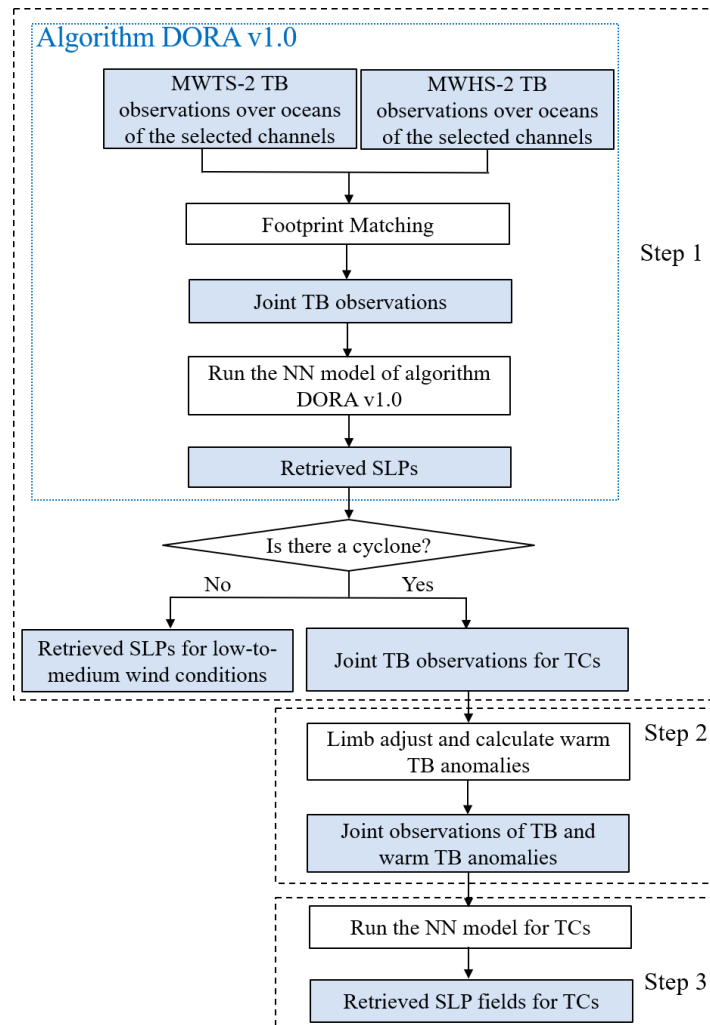 Algorithm DORA v1.0
MWTS-2 TB
observations over oceans
of the selected channels
MWHS-2 TB
observations over oceans
of the selected channels
Footprint Matching
Step 1
Joint TB observations
Run the NN model of algorithm
DORA v1.0
Retrieved SLPs
Is there a cyclone?
No
Yes
Retrieved SLPs for low-to-
medium wind conditions
Joint TB observations for TCs
Limb adjust and calculate warm
TB anomalies
Step 2
Joint observations of TB and
warm TB anomalies
Run the NN model for TCs
Retrieved SLP fields for TCs
Step 3